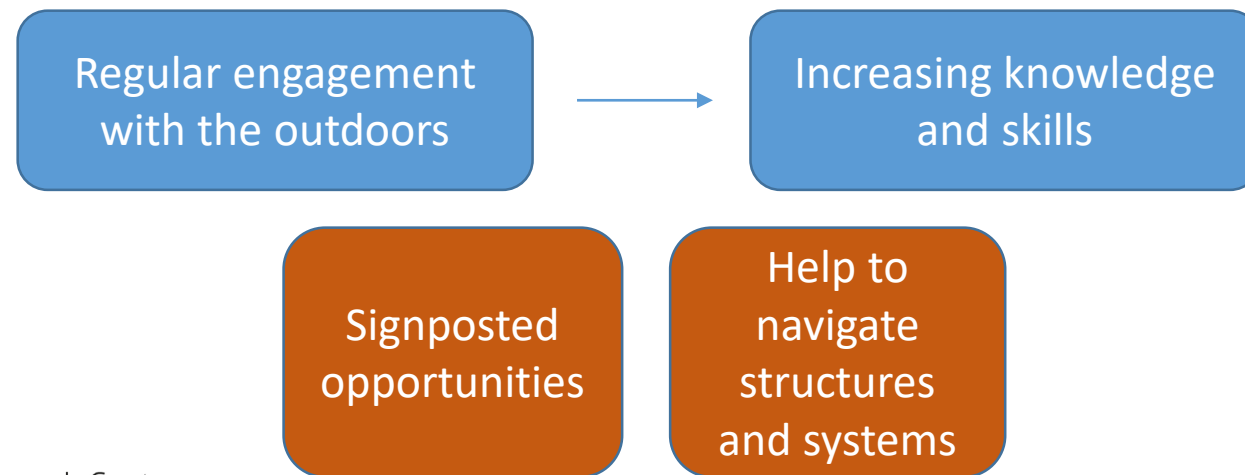 Regular engagement
with the outdoors
Increasing knowledge
and skills
Signposted
opportunities
Help to
navigate
structures
and systems